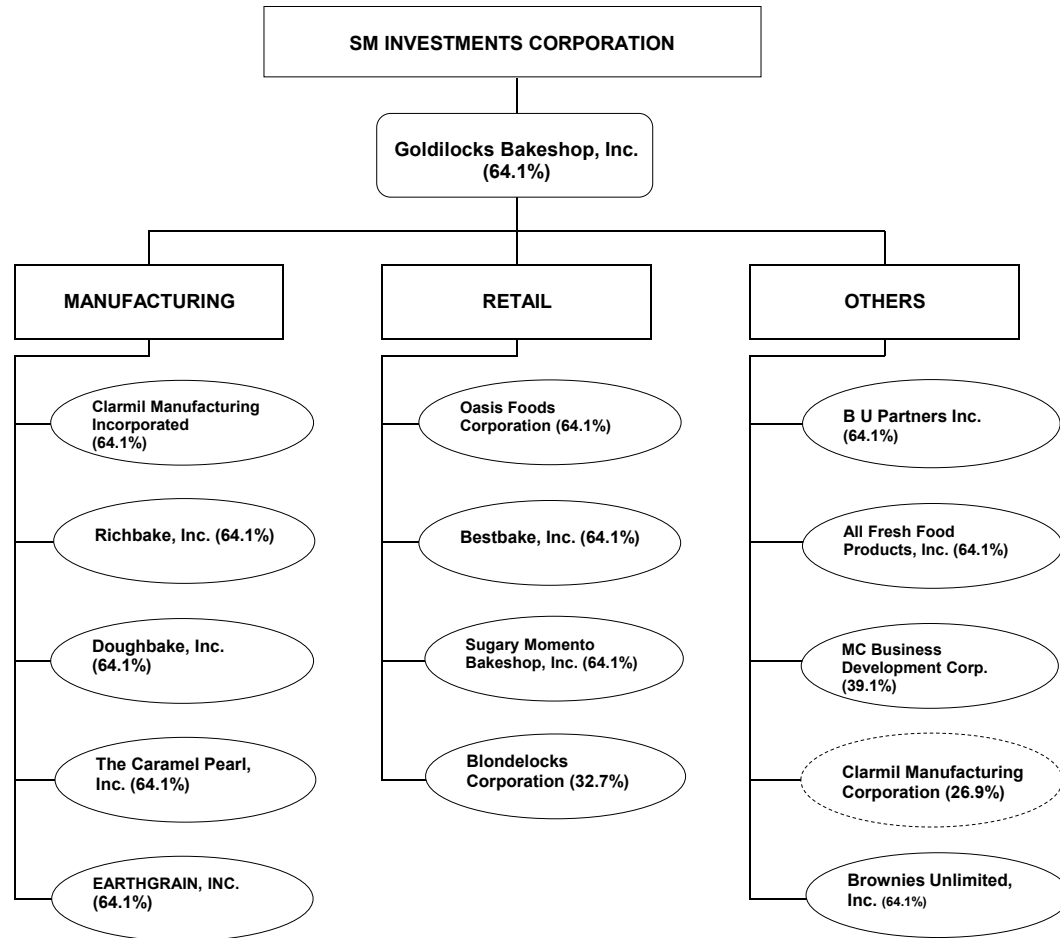 SM INVESTMENTS CORPORATION
Goldilocks Bakeshop, Inc.
(64.1%)
MANUFACTURING
Clarmil Manufacturing
Incorporated
(64.1%)
Richbake, Inc. (64.1%)
Doughbake, Inc.
(64.1%)
The Caramel Pearl,
Inc. (64.1%)
EARTHGRAIN, INC.
(64.1%)
RETAIL
Oasis Foods
Corporation (64.1%)
Bestbake, Inc. (64.1%)
Sugary Momento
Bakeshop, Inc. (64.1%)
Blondelocks
Corporation (32.7%)
OTHERS
B U Partners Inc.
(64.1%)
All Fresh Food
Products, Inc. (64.1%)
MC Business
Development Corp.
(39.1%)
Clarmil Manufacturing
Corporation (26.9%)
Brownies Unlimited,
Inc. (64.1%)